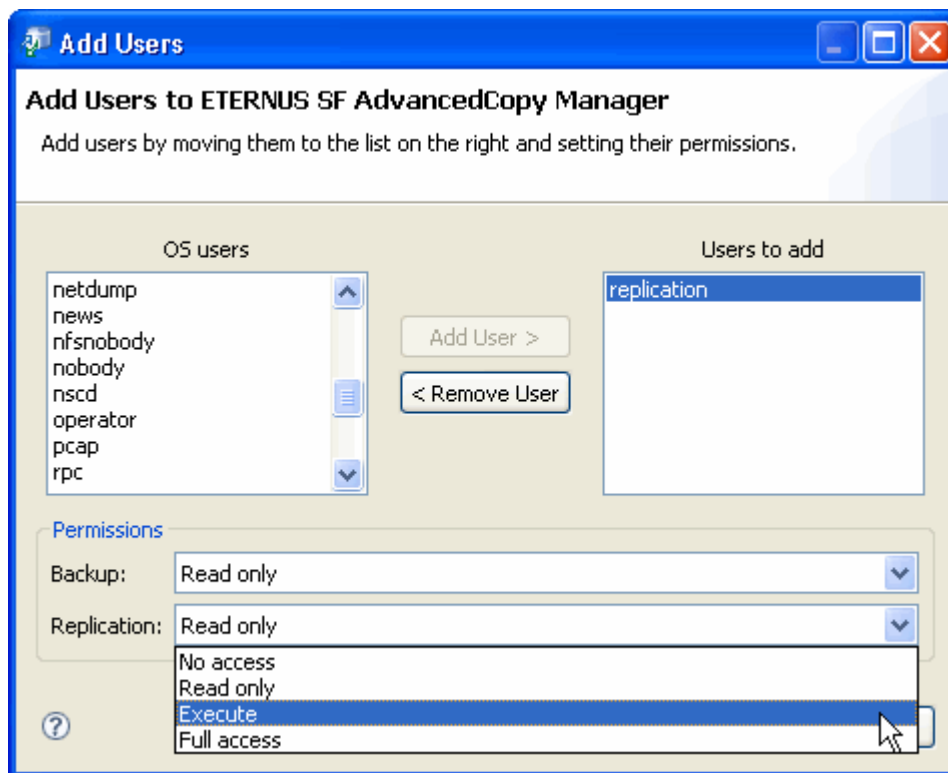 Add Users
Add Users to ETERNUS SF AdvancedCopy Manager
Add users by moving them to the list on the right and setting their permissions.
OS users
netdump
news
nfsnobody
nobody
nscd
operator
pcap
rpc
Add User >
< Remove User
Users to add
replication
Permissions
Backup: Read only
Replication: Read only
No access
Read only
Execute
Full access
?